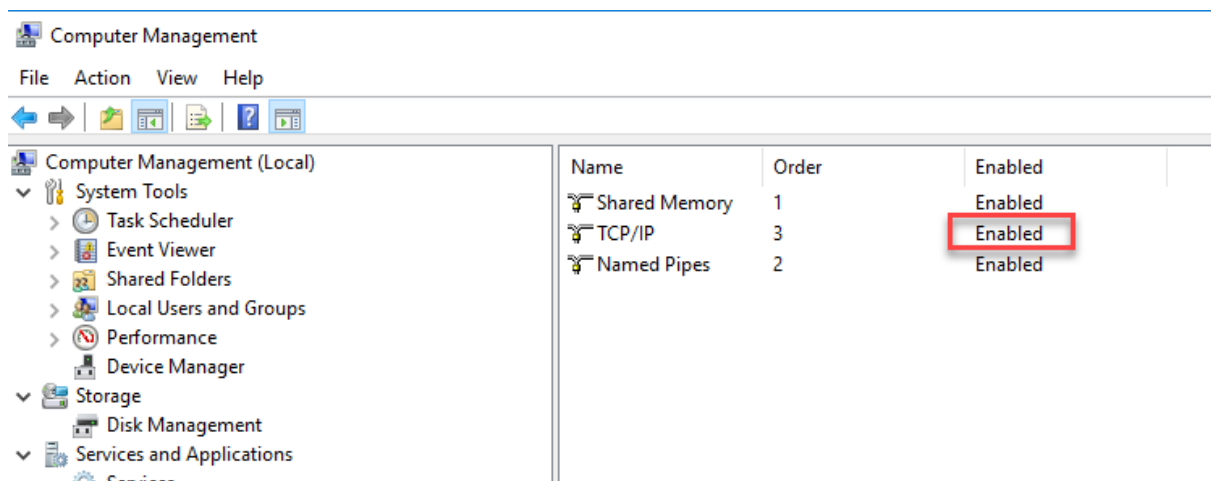 Computer Management
File Action View Help
Computer Management (Local)
System Tools
Task Scheduler
Event Viewer
Shared Folders
Local Users and Groups
Performance
Device Manager
Storage
Disk Management
Services and Applications
Name Order Enabled
Shared Memory 1 Enabled
TCP/IP 3 Enabled
Named Pipes 2 Enabled